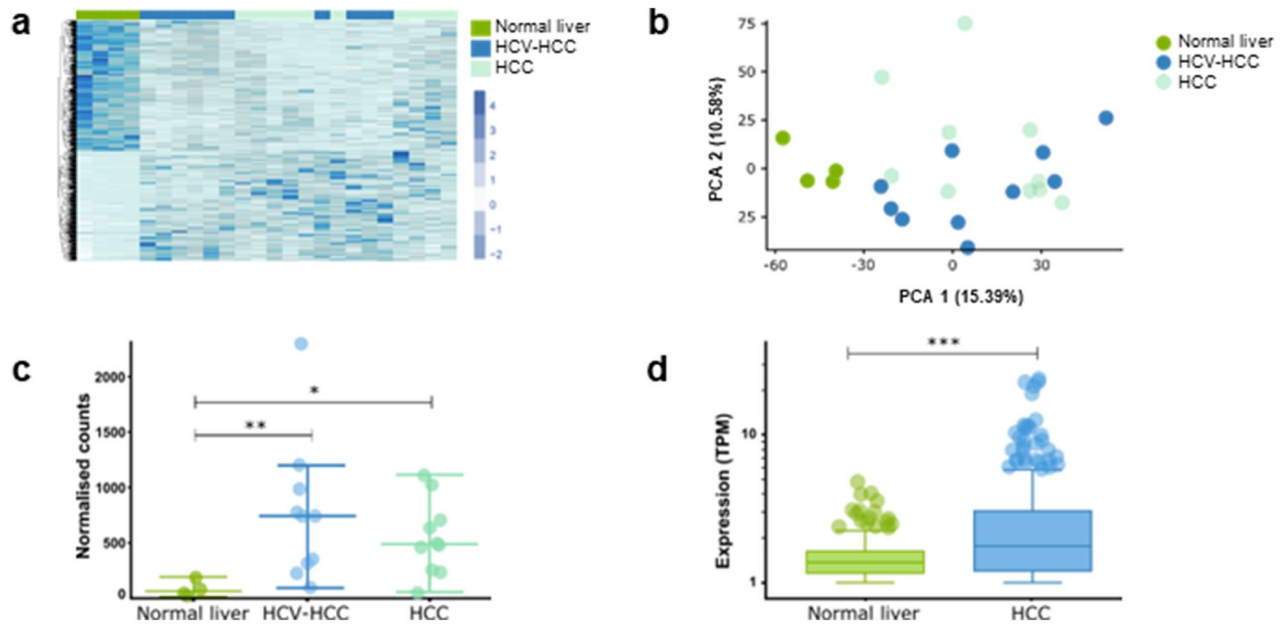 a
Normal liver
HCV-HCC
HCC
4
3
2
1
0
-1
-2
b
75
50
25
0
25
-60
-30
0
30
PCA 2 (10.58%)
PCA 1 (15.39%)
Normal liver
HCV-HCC
HCC
c
2000
1500
1000
500
0
Normalised counts
*
**
Normal liver
HCV-HCC
HCC
d
***
10
1
Expression (TPM)
Normal liver
HCC